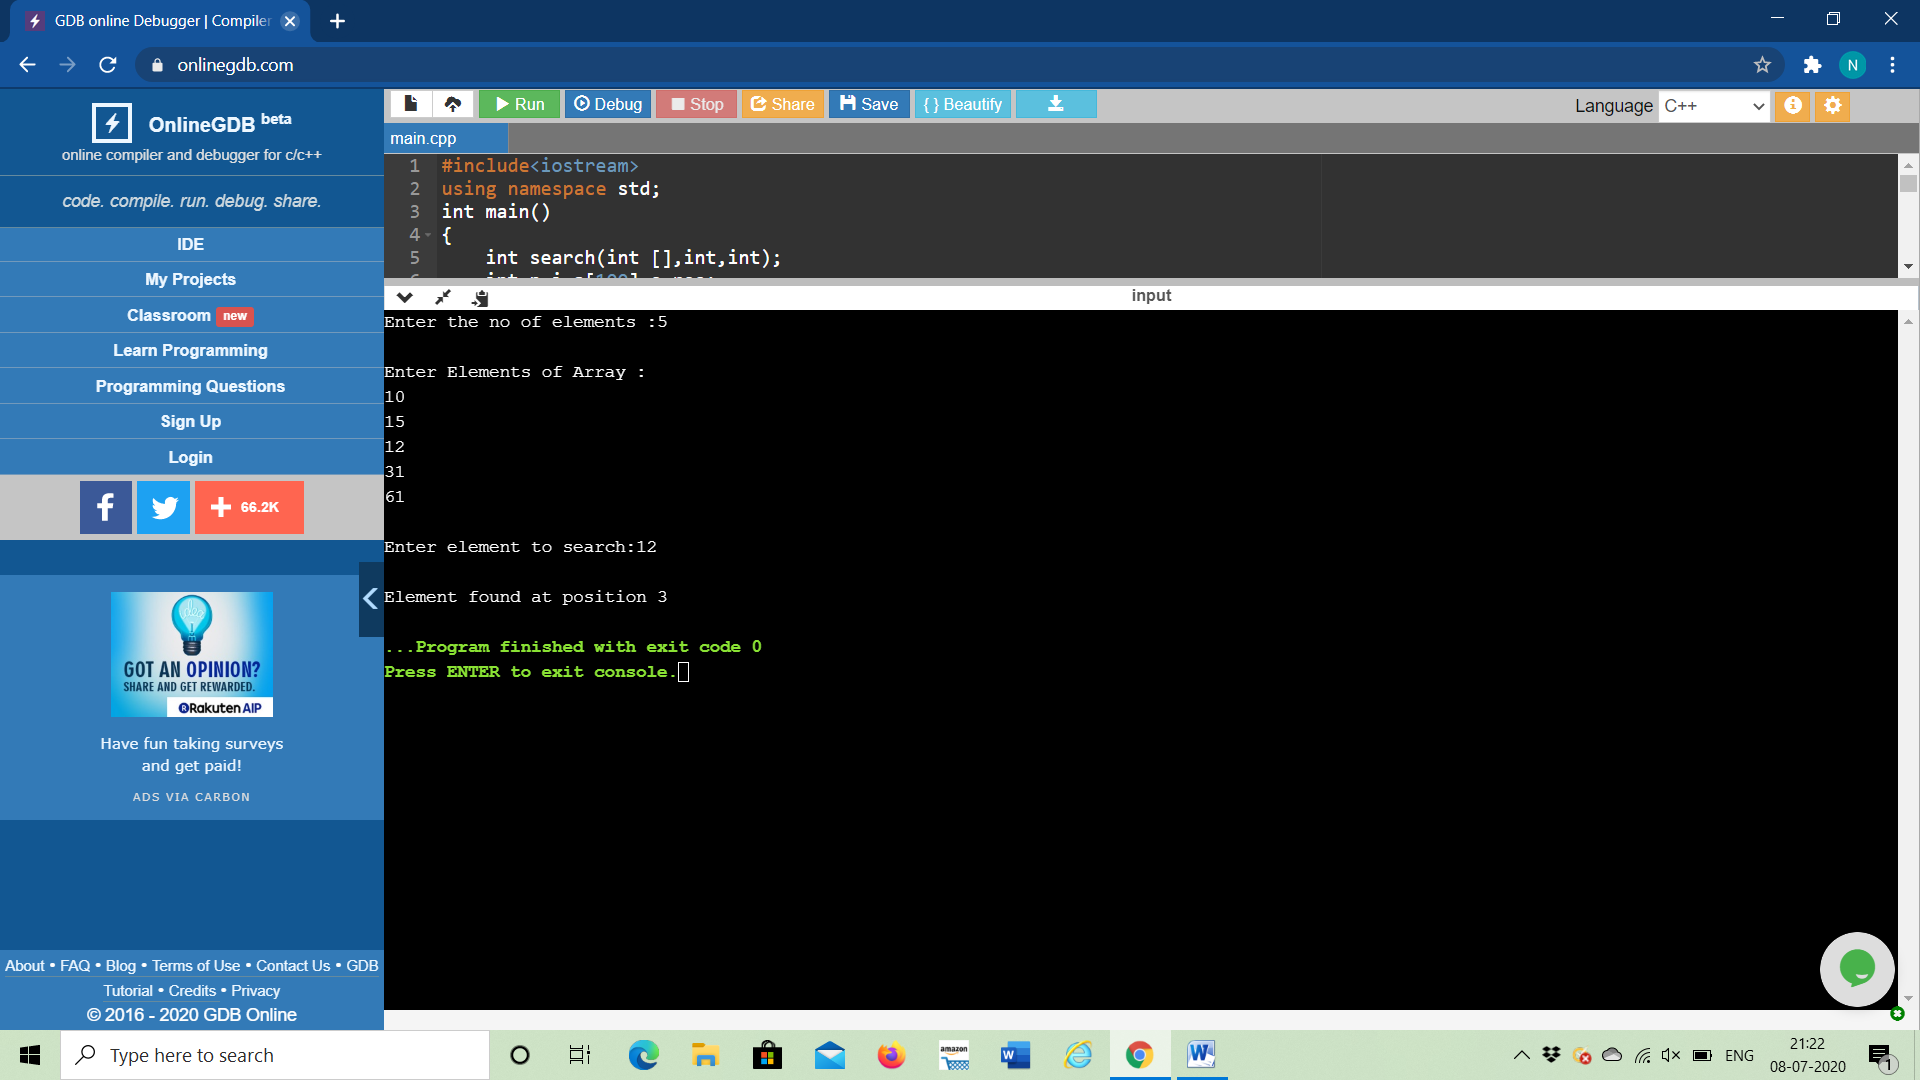 GDB online Debugger | Compiler
onlinegdb.com
N
OnlineGDB beta
online compiler and debugger for c/c++
code. compile. run. debug. share.
IDE
My Projects
Classroom new
Learn Programming
Programming Questions
Sign Up
Login
f
66.2K
idea
GOT AN OPINION?
SHARE AND GET REWARDED.
Rakuten AIP
Have fun taking surveys
and get paid!
ADS VIA CARBON
About • FAQ • Blog • Terms of Use • Contact Us • GDB
Tutorial • Credits • Privacy
© 2016 - 2020 GDB Online
Run Debug Stop Share Save {} Beautify
Language C++
main.cpp
1 #include<iostream>
2 using namespace std;
3 int main()
4 {
5 int search(int [],int,int);
input
Enter the no of elements :5
Enter Elements of Array :
10
15
12
31
61
Enter element to search:12
Element found at position 3
...Program finished with exit code 0
Press ENTER to exit console.
Type here to search
amazon
ENG
21:22
08-07-2020
1